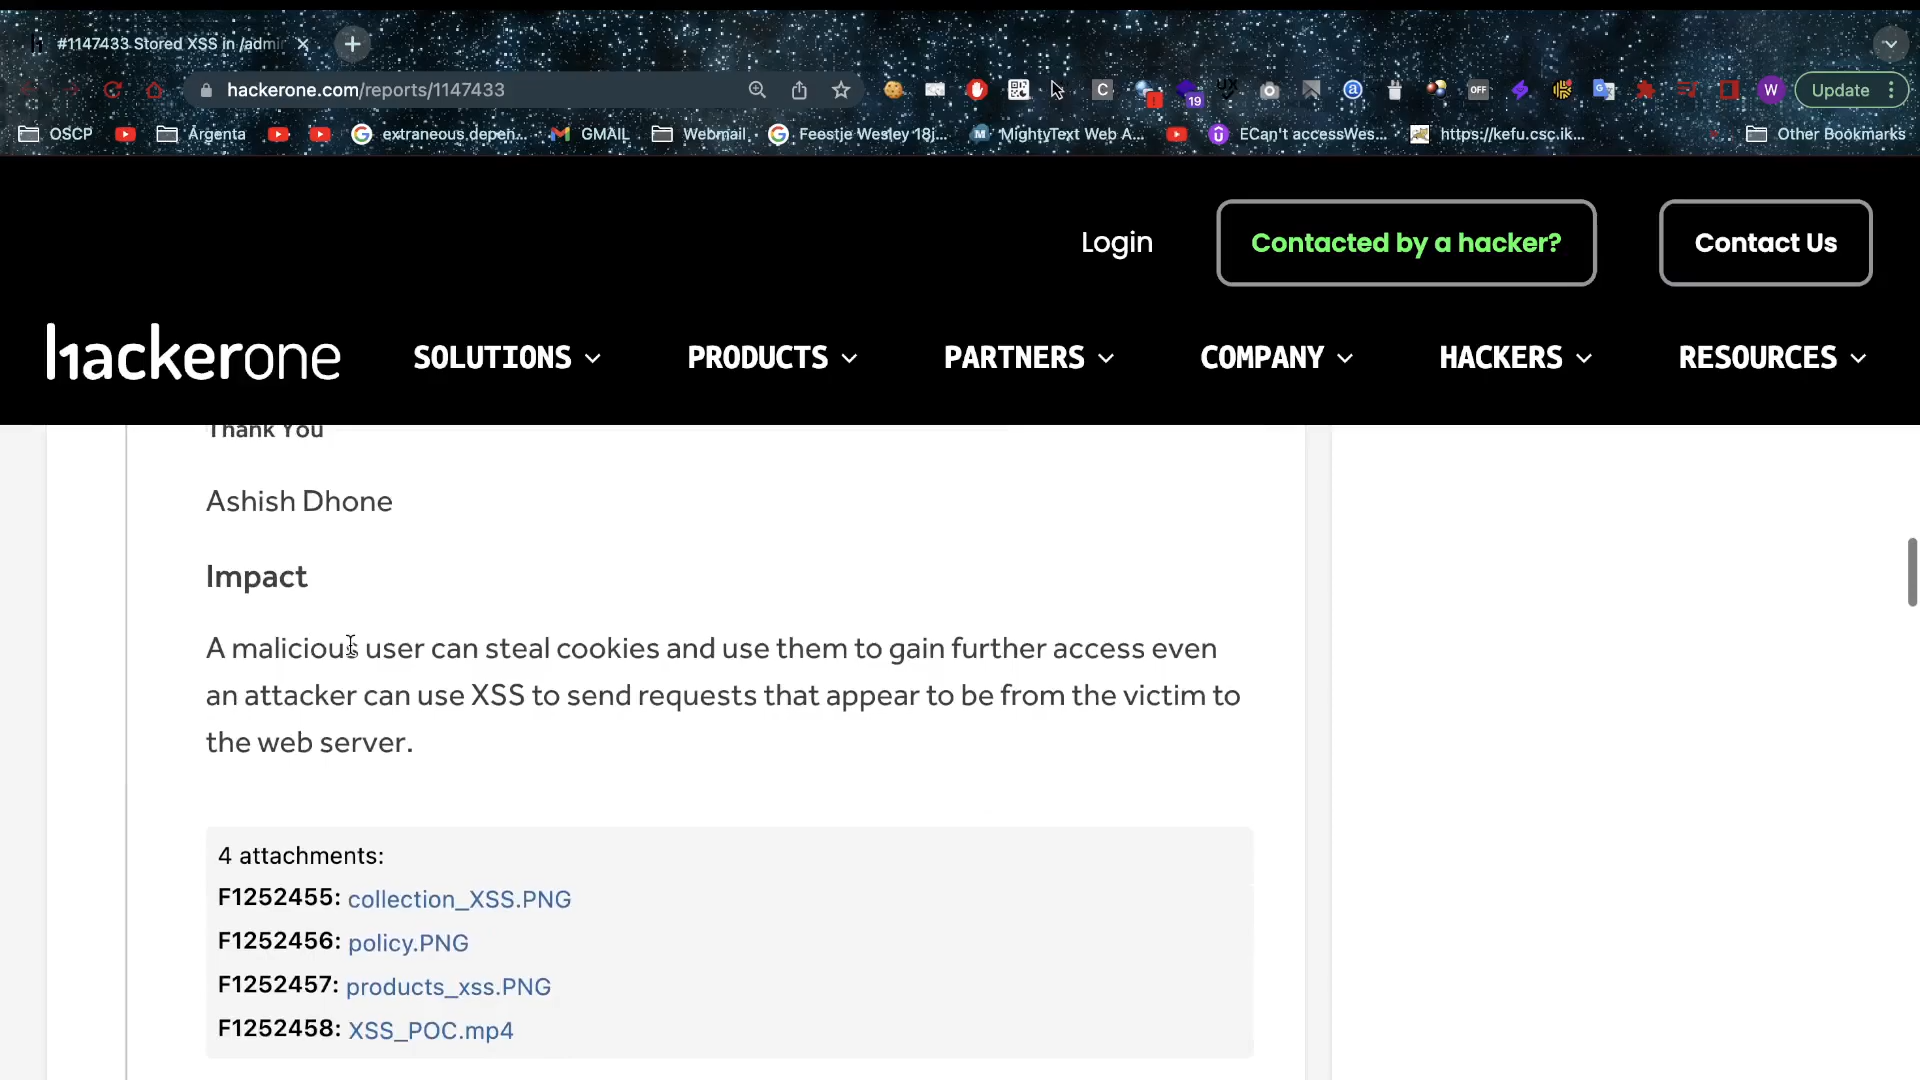 #1147433 Stored XSS in /admi
hackerone.com/reports/1147433
19
C
OFF
W
Update
OSCP
Argenta
extraneous.depen...
GMAIL
Webmail
Feestje Wesley 18j...
MightyText Web A...
ECan't accessWes...
https://kefu.csc.ik...
Other Bookmarks
Login
Contacted by a hacker?
Contact Us
hackerone
SOLUTIONS
PRODUCTS
PARTNERS
COMPANY
HACKERS
RESOURCES
Thank You
Ashish Dhone
Impact
A malicious user can steal cookies and use them to gain further access even
an attacker can use XSS to send requests that appear to be from the victim to
the web server.
4 attachments:
F1252455: collection_XSS.PNG
F1252456: policy.PNG
F1252457: products_xss.PNG
F1252458: XSS_POC.mp4